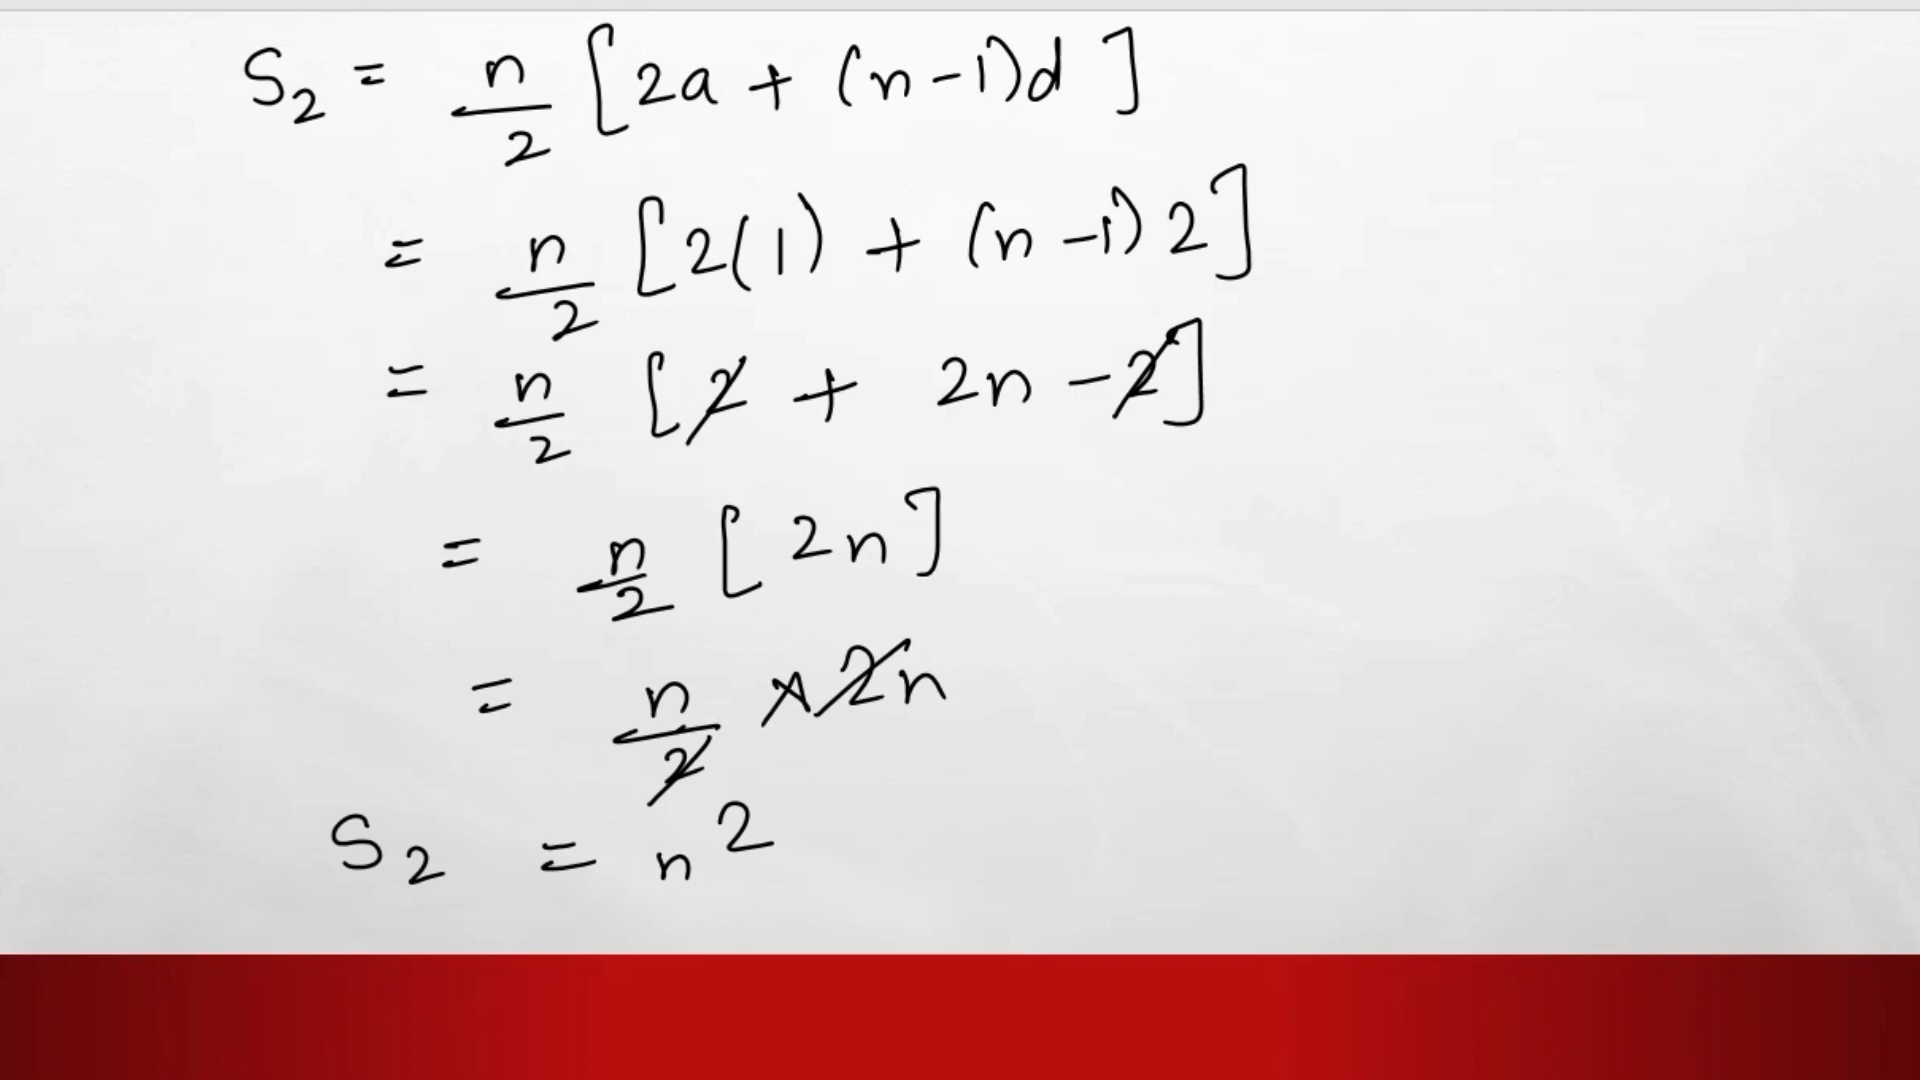 S₂ = n/2 [2a + (n-1)d]
= n/2 [2(1) + (n-1)2]
= n/2 [2 + 2n - 2]
= n/2 [2n]
= n/2 × 2n
S₂ = n²